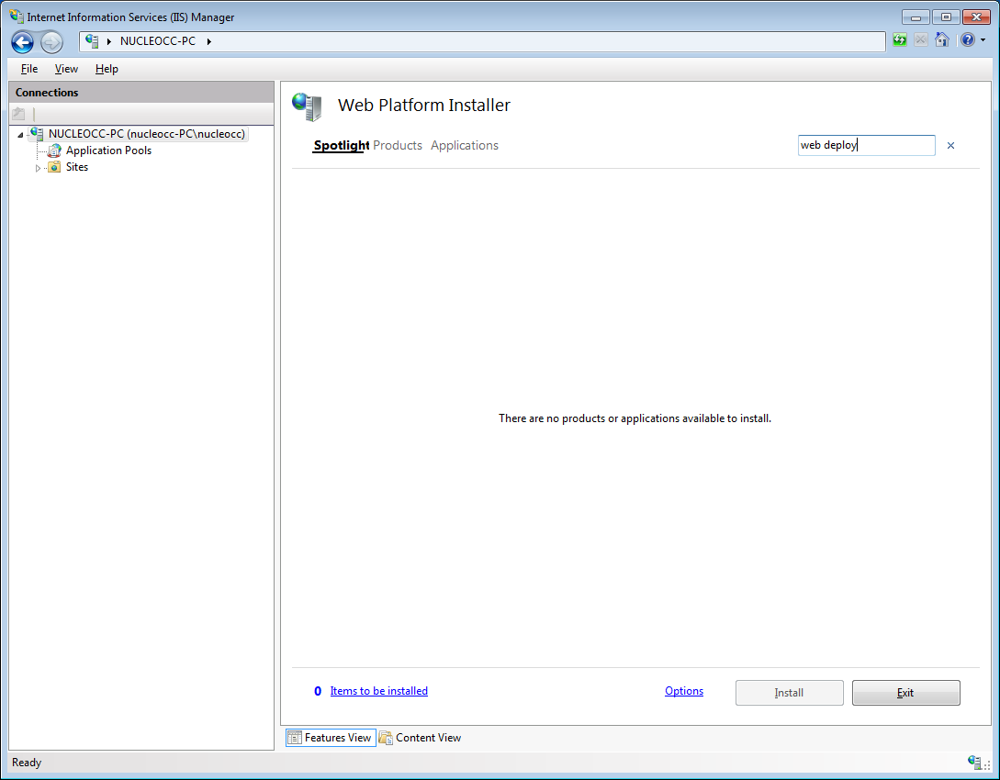 Internet Information Services (IIS) Manager
NUCLEOCC-PC
File View Help
Connections
NUCLEOCC-PC (nucleocc-PC\nucleocc)
Application Pools
Sites
Web Platform Installer
Spotlight Products Applications
web deploy
There are no products or applications available to install.
0 Items to be installed
Options
Install
Exit
Features View
Content View
Ready